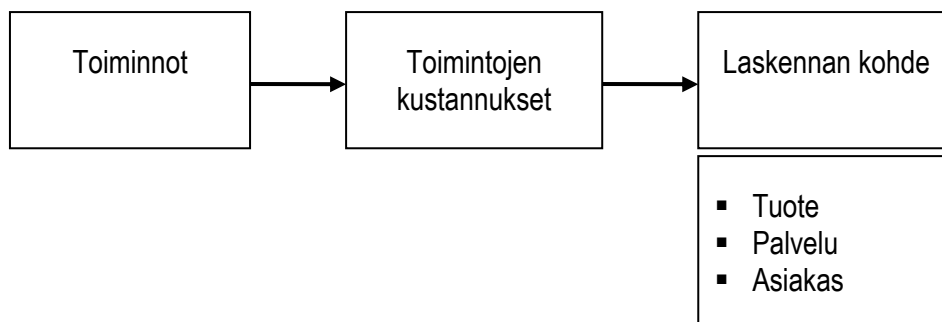 Toiminnot
Toimintojen
kustannukset
Laskennan kohde
▪ Tuote
▪ Palvelu
▪ Asiakas